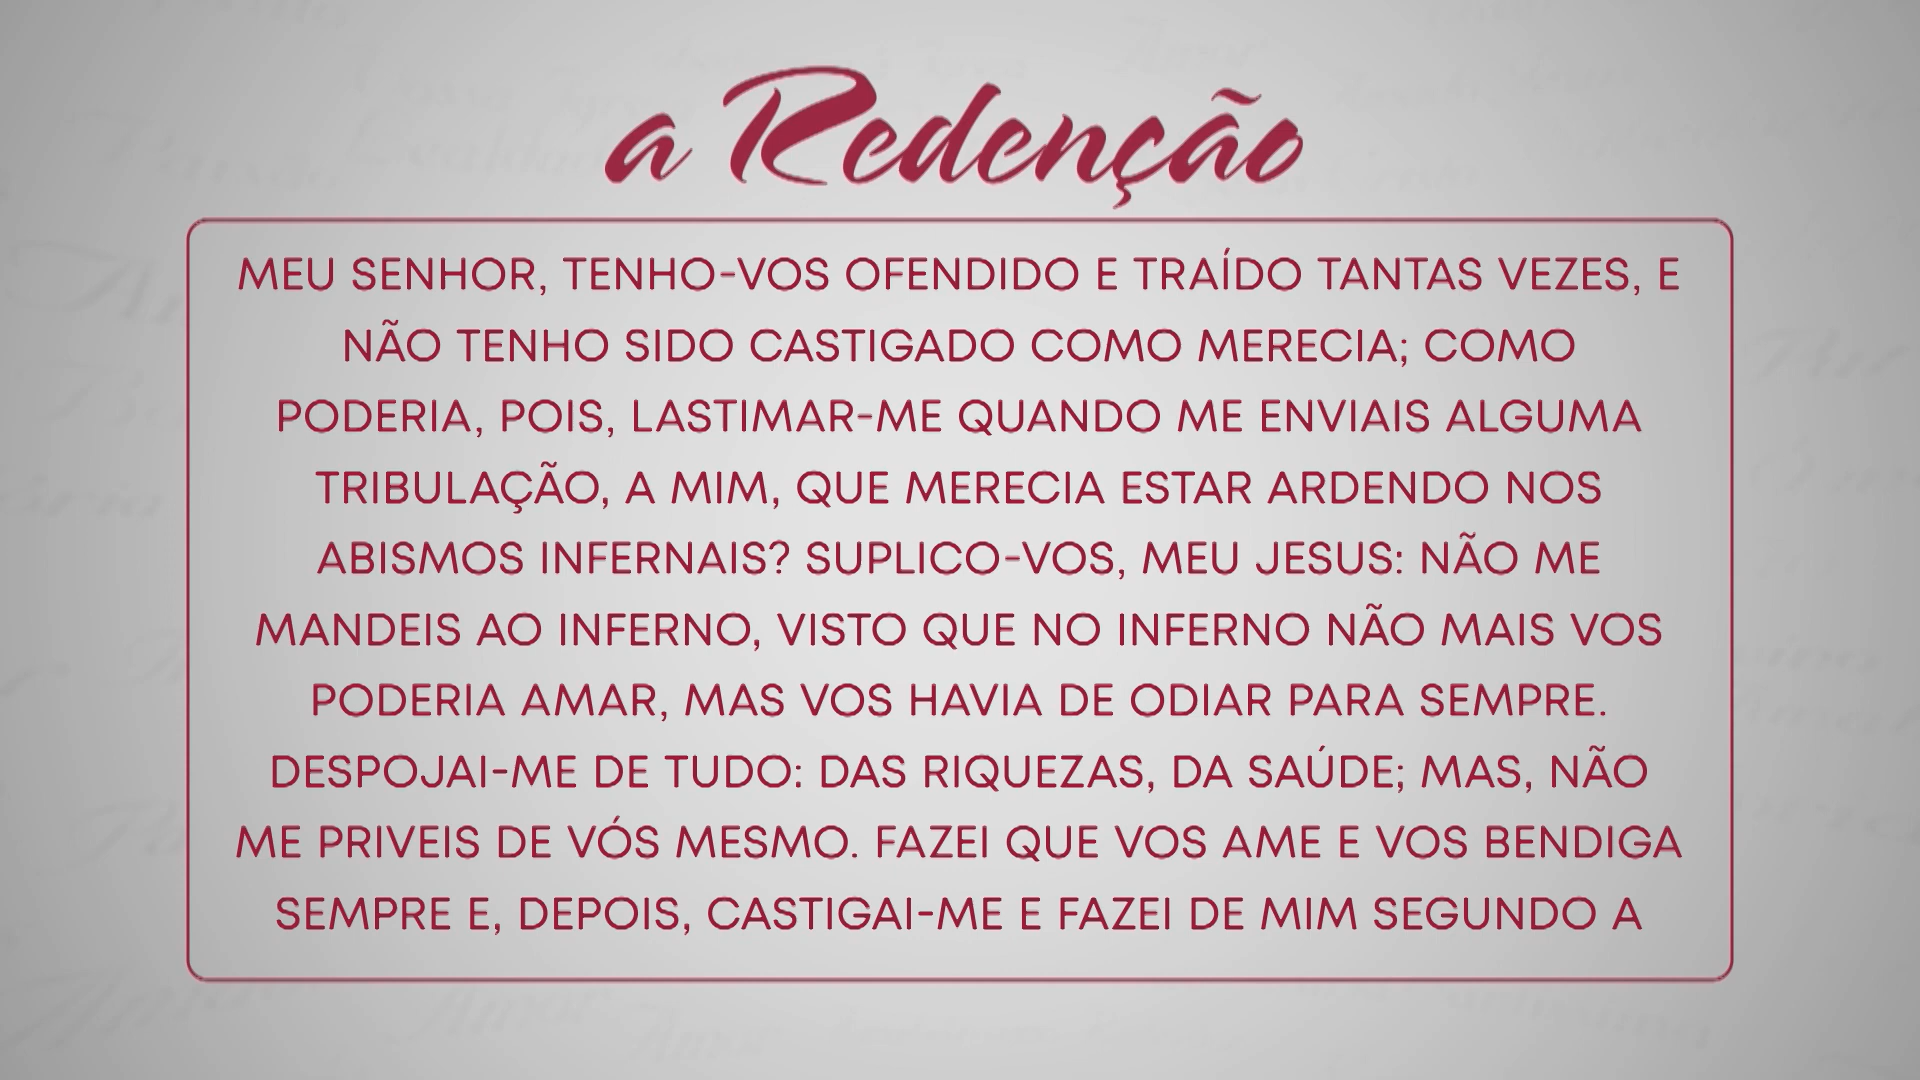 a Redenção
MEU SENHOR, TENHO-VOS OFENDIDO E TRAÍDO TANTAS VEZES, E
NÃO TENHO SIDO CASTIGADO COMO MERECIA; COMO
PODERIA, POIS, LASTIMAR-ME QUANDO ME ENVIAIS ALGUMA
TRIBULAÇÃO, A MIM, QUE MERECIA ESTAR ARDENDO NOS
ABISMOS INFERNAIS? SUPLICO-VOS, MEU JESUS: NÃO ME
MANDEIS AO INFERNO, VISTO QUE NO INFERNO NÃO MAIS VOS
PODERIA AMAR, MAS VOS HAVIA DE ODIAR PARA SEMPRE.
DESPOJAI-ME DE TUDO: DAS RIQUEZAS, DA SAÚDE; MAS, NÃO
ME PRIVEIS DE VÓS MESMO. FAZEI QUE VOS AME E VOS BENDIGA
SEMPRE E, DEPOIS, CASTIGAI-ME E FAZEI DE MIM SEGUNDO A